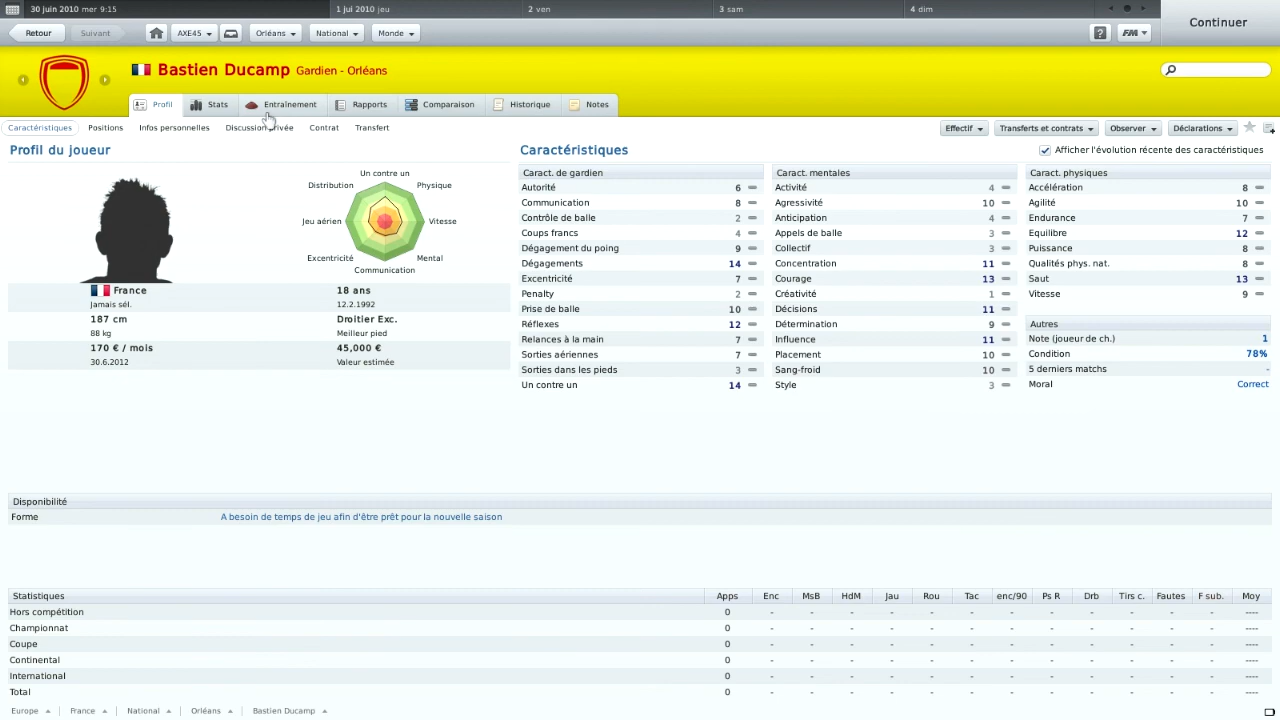 30 juin 2010 mer 9:15
1 jui 2010 jeu
2 ven
3 sam
4 dim
Continuer
Retour
Suivant
AXE45
Orléans
National
Monde
?
FM
Bastien Ducamp Gardien - Orléans
Profil
Stats
Entraînement
Rapports
Comparaison
Historique
Notes
Caractéristiques
Positions
Infos personnelles
Discussion privée
Contrat
Transfert
Effectif
Transferts et contrats
Observer
Déclarations
Profil du joueur
Un contre un
Distribution
Physique
Jeu aérien
Vitesse
Excentricité
Mental
Communication
France
18 ans
Jamais sél.
12.2.1992
187 cm
Droitier Exc.
88 kg
Meilleur pied
170 € / mois
45,000 €
30.6.2012
Valeur estimée
Caractéristiques
Afficher l'évolution récente des caractéristiques
Caract. de gardien
Autorité 6
Communication 8
Contrôle de balle 2
Coups francs 4
Dégagement du poing 9
Dégagements 14
Excentricité 7
Penalty 2
Prise de balle 10
Réflexes 12
Relances à la main 7
Sorties aériennes 7
Sorties dans les pieds 3
Un contre un 14
Caract. mentales
Activité 4
Agressivité 10
Anticipation 4
Appels de balle 3
Collectif 3
Concentration 11
Courage 13
Créativité 1
Décisions 11
Détermination 9
Influence 11
Placement 10
Sang-froid 10
Style 3
Caract. physiques
Accélération 8
Agilité 10
Endurance 7
Equilibre 12
Puissance 8
Qualités phys. nat. 8
Saut 13
Vitesse 9
Autres
Note (joueur de ch.) 1
Condition 78%
5 derniers matchs -
Moral Correct
Disponibilité
Forme A besoin de temps de jeu afin d'être prêt pour la nouvelle saison
Statistiques Apps Enc MsB HdM Jau Rou Tac enc/90 Ps R Drb Tirs c. Fautes F sub. Moy
Hors compétition 0 - - - - - - - - - - - - ----
Championnat 0 - - - - - - - - - - - - ----
Coupe 0 - - - - - - - - - - - - ----
Continental 0 - - - - - - - - - - - - ----
International 0 - - - - - - - - - - - - ----
Total 0 - - - - - - - - - - - - ----
Europe
France
National
Orléans
Bastien Ducamp